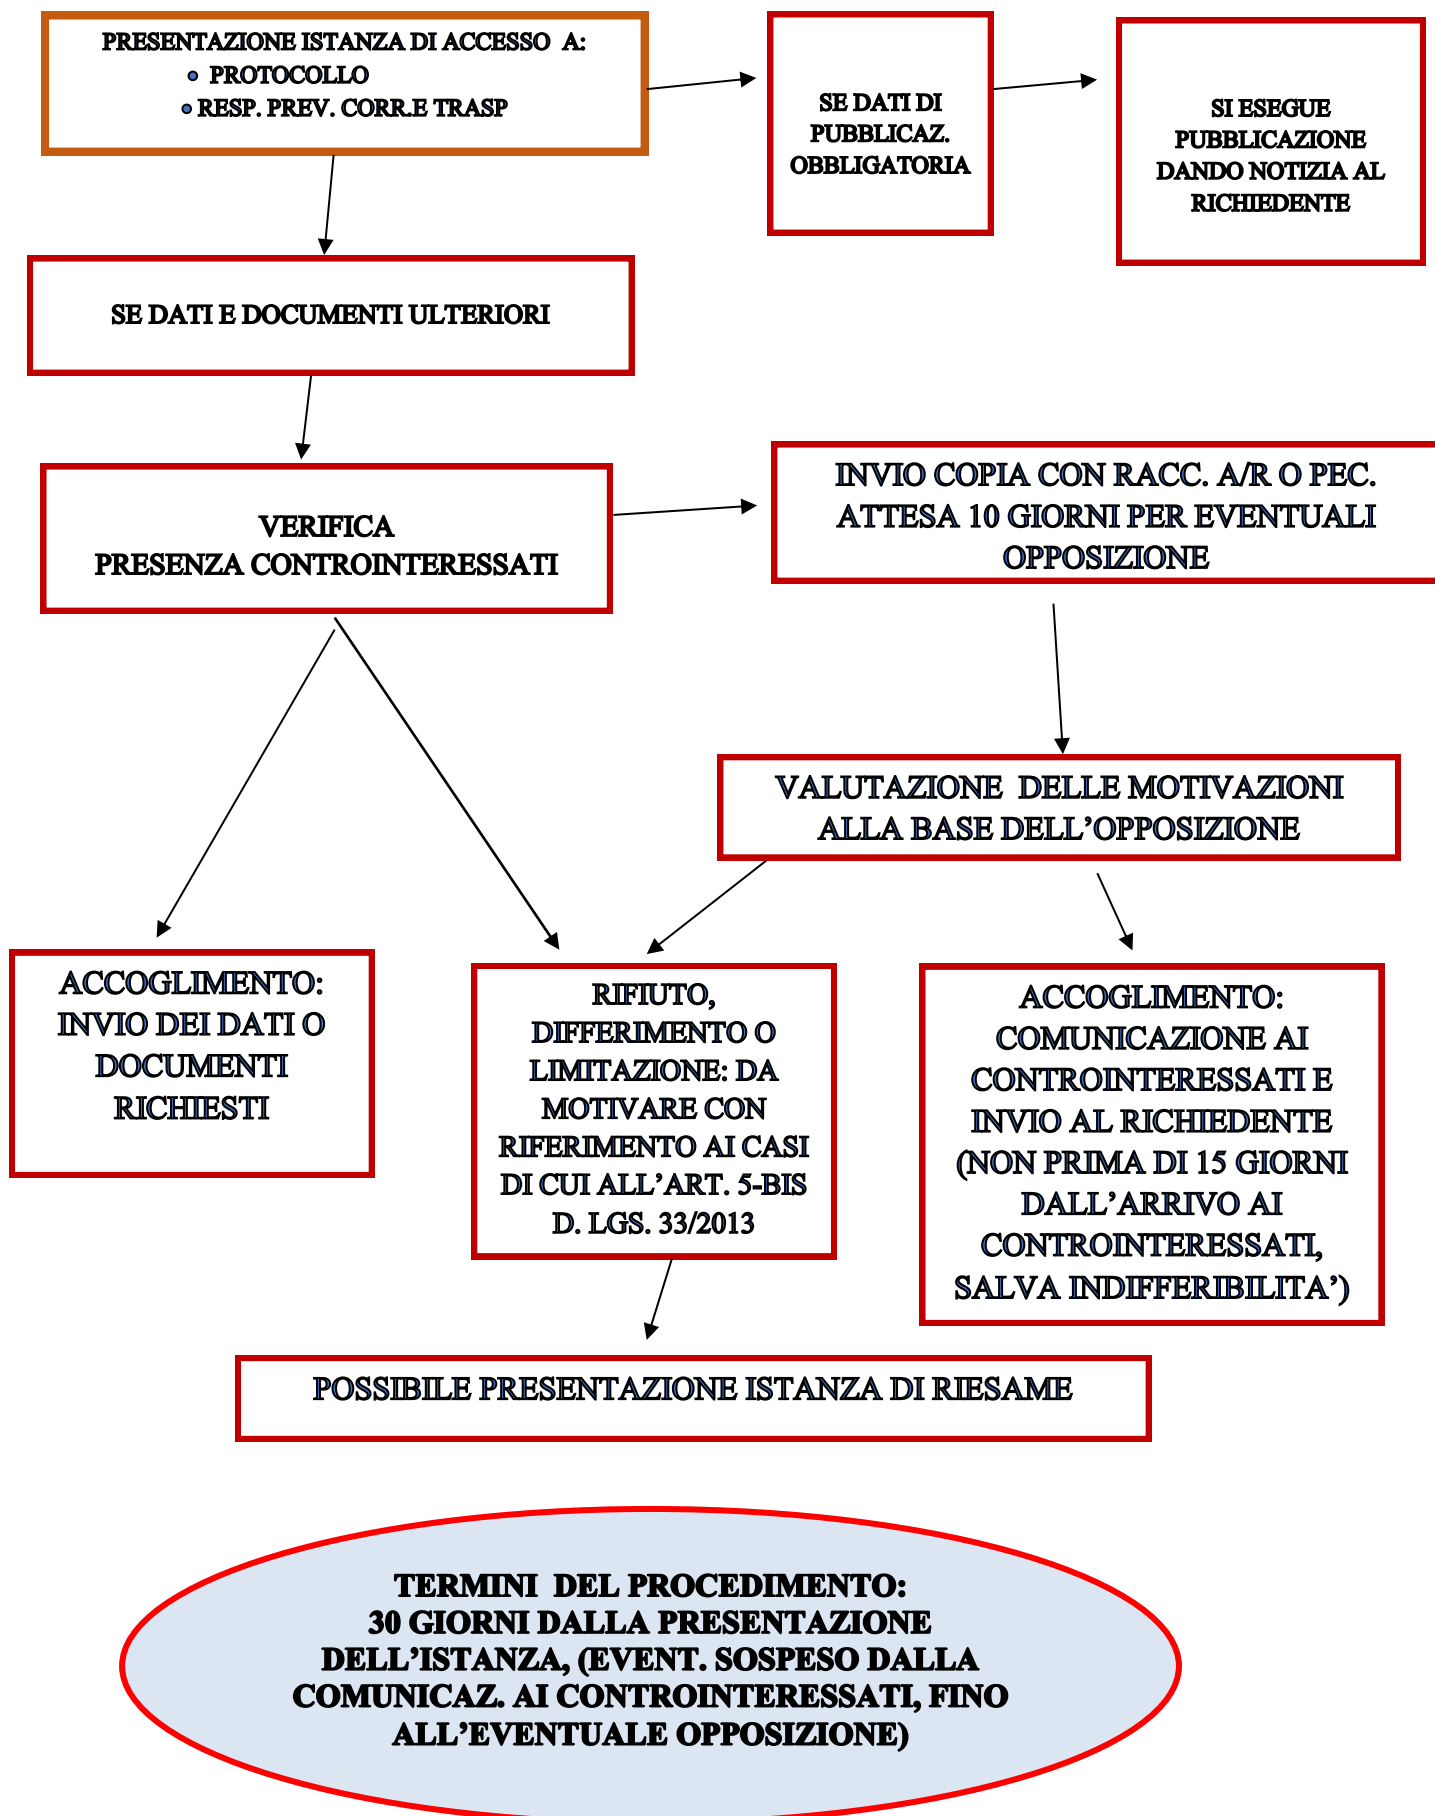 PRESENTAZIONE ISTANZA DI ACCESSO A:
• PROTOCOLLO
• RESP. PREV. CORR.E TRASP
SE DATI DI
PUBBLICAZ.
OBBLIGATORIA
SI ESEGUE
PUBBLICAZIONE
DANDO NOTIZIA AL
RICHIEDENTE
SE DATI E DOCUMENTI ULTERIORI
VERIFICA
PRESENZA CONTROINTERESSATI
INVIO COPIA CON RACC. A/R O PEC.
ATTESA 10 GIORNI PER EVENTUALI
OPPOSIZIONE
VALUTAZIONE DELLE MOTIVAZIONI
ALLA BASE DELL’OPPOSIZIONE
ACCOGLIMENTO:
INVIO DEI DATI O
DOCUMENTI
RICHIESTI
RIFIUTO,
DIFFERIMENTO O
LIMITAZIONE: DA
MOTIVARE CON
RIFERIMENTO AI CASI
DI CUI ALL’ART. 5-BIS
D. LGS. 33/2013
ACCOGLIMENTO:
COMUNICAZIONE AI
CONTROINTERESSATI E
INVIO AL RICHIEDENTE
(NON PRIMA DI 15 GIORNI
DALL’ARRIVO AI
CONTROINTERESSATI,
SALVA INDIFFERIBILITA’)
POSSIBILE PRESENTAZIONE ISTANZA DI RIESAME
TERMINI DEL PROCEDIMENTO:
30 GIORNI DALLA PRESENTAZIONE
DELL’ISTANZA, (EVENT. SOSPESO DALLA
COMUNICAZ. AI CONTROINTERESSATI, FINO
ALL’EVENTUALE OPPOSIZIONE)